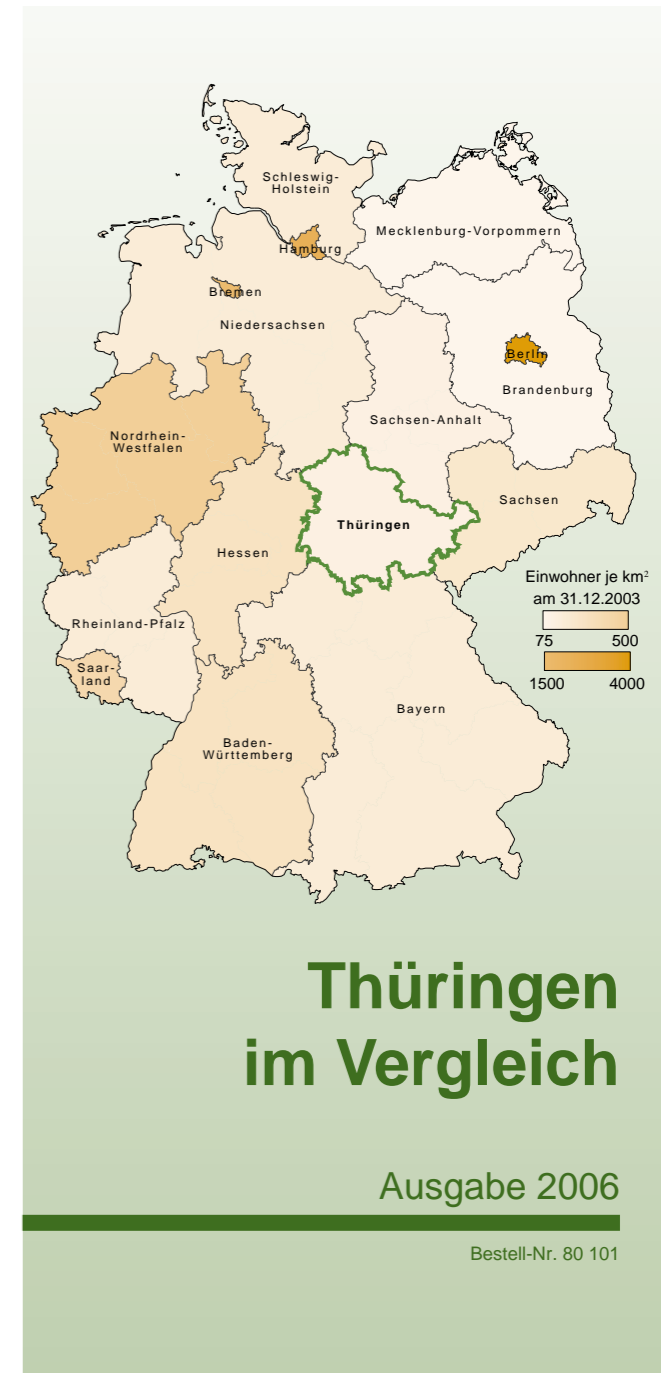 Schleswig-
Holstein
Mecklenburg-Vorpommern
Hamburg
Bremen
Niedersachsen
Berlin
Brandenburg
Sachsen-Anhalt
Nordrhein-
Westfalen
Sachsen
Thüringen
Hessen
Einwohner je km²
am 31.12.2003
75 500
1500 4000
Rheinland-Pfalz
Saar-
land
Bayern
Baden-
Württemberg
Thüringen
im Vergleich
Ausgabe 2006
Bestell-Nr. 80 101